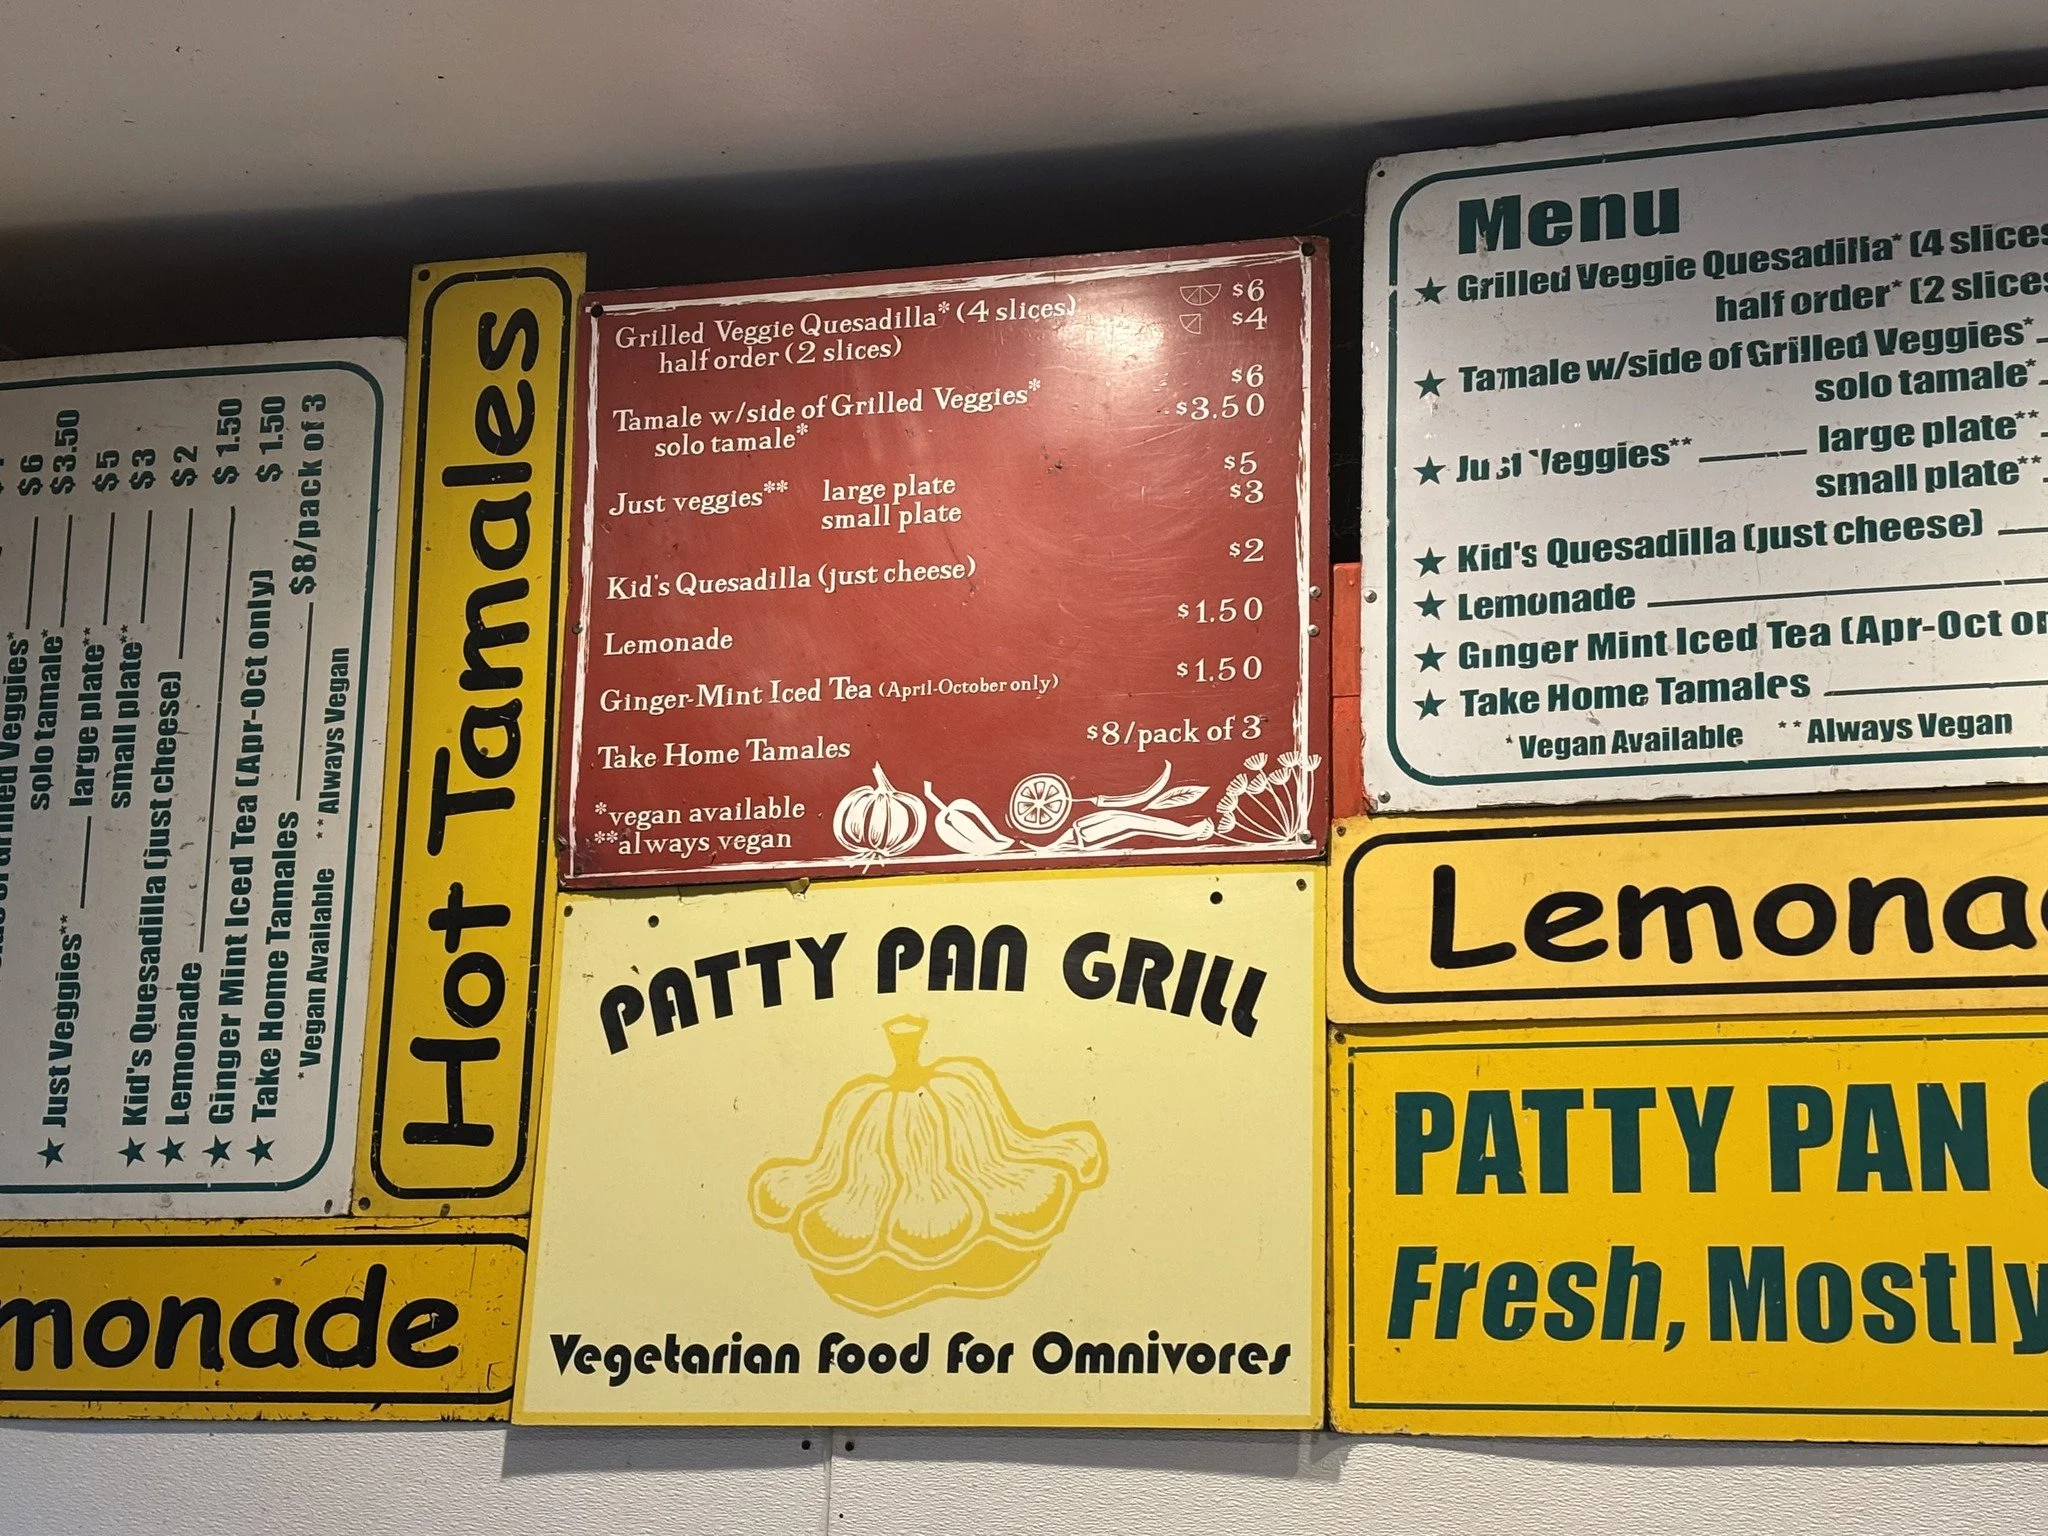 $6
$3.50
$5
$3
$2
$1.50
$1.50
$8/pack of 3
Veggies*
solo tamale*
★ Just Veggies** large plate**
small plate**
★ Kid's Quesadilla (just cheese)
★ Lemonade
★ Ginger Mint Iced Tea (Apr-Oct only)
★ Take Home Tamales
*Vegan Available **Always Vegan
Hot Tamales
monade
Grilled Veggie Quesadilla* (4 slices) $6
half order (2 slices) $4
Tamale w/side of Grilled Veggies* $6
solo tamale* $3.50
Just veggies** large plate $5
small plate $3
Kid's Quesadilla (just cheese) $2
Lemonade $1.50
Ginger-Mint Iced Tea (April-October only) $1.50
Take Home Tamales $8/pack of 3
*vegan available
**always vegan
PATTY PAN GRILL
Vegetarian Food For Omnivores
Menu
★ Grilled Veggie Quesadilla* (4 slices
half order* (2 slices
★ Tamale w/side of Grilled Veggies*
solo tamale*
★ Just Veggies** large plate**
small plate**
★ Kid's Quesadilla (just cheese)
★ Lemonade
★ Ginger Mint Iced Tea (Apr-Oct on
★ Take Home Tamales
*Vegan Available **Always Vegan
Lemona
PATTY PAN
Fresh, Mostly